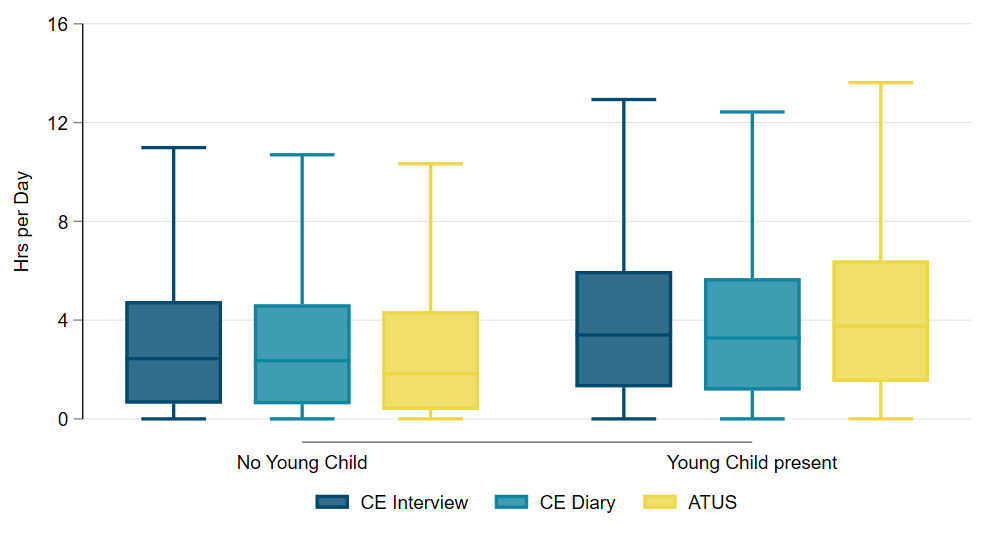 16
12
8
4
0
Hrs per Day
No Young Child
Young Child present
CE Interview
CE Diary
ATUS